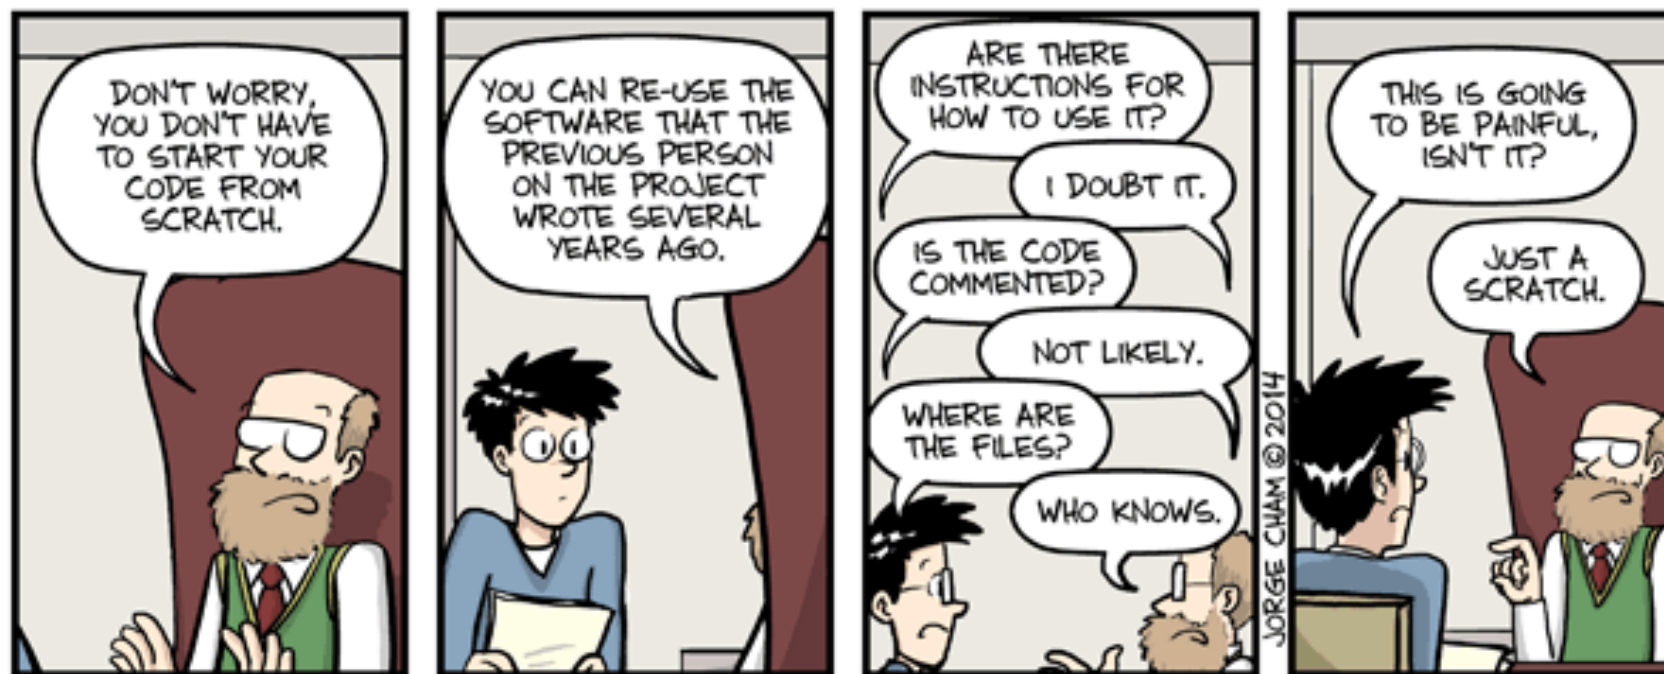 DON'T WORRY,
YOU DON'T HAVE
TO START YOUR
CODE FROM
SCRATCH.
YOU CAN RE-USE THE
SOFTWARE THAT THE
PREVIOUS PERSON
ON THE PROJECT
WROTE SEVERAL
YEARS AGO.
ARE THERE
INSTRUCTIONS FOR
HOW TO USE IT?
I DOUBT IT.
IS THE CODE
COMMENTED?
NOT LIKELY.
WHERE ARE
THE FILES?
WHO KNOWS.
JORGE CHAM © 2014
THIS IS GOING
TO BE PAINFUL,
ISN'T IT?
JUST A
SCRATCH.